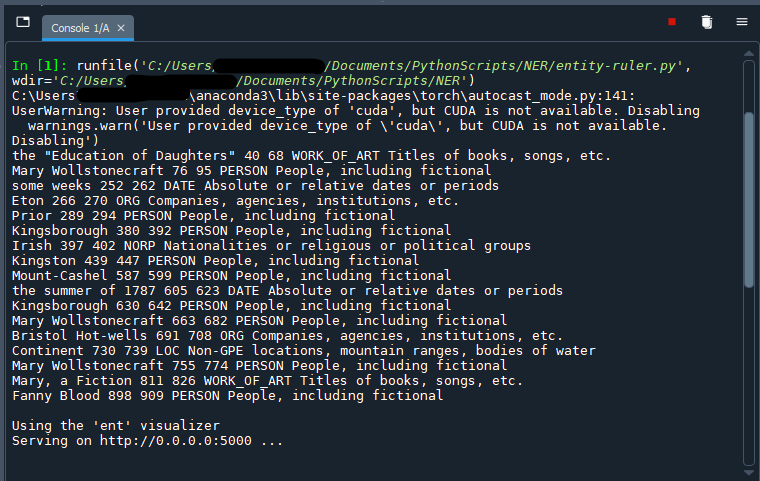 Console 1/A
In [1]: runfile('C:/Users/ /Documents/PythonScripts/NER/entity-ruler.py',
wdir='C:/Users/ /Documents/PythonScripts/NER')
C:\Users \anaconda3\lib\site-packages\torch\autocast_mode.py:141:
UserWarning: User provided device_type of 'cuda', but CUDA is not available. Disabling
  warnings.warn('User provided device_type of \'cuda\', but CUDA is not available.
Disabling')
the "Education of Daughters" 40 68 WORK_OF_ART Titles of books, songs, etc.
Mary Wollstonecraft 76 95 PERSON People, including fictional
some weeks 252 262 DATE Absolute or relative dates or periods
Eton 266 270 ORG Companies, agencies, institutions, etc.
Prior 289 294 PERSON People, including fictional
Kingsborough 380 392 PERSON People, including fictional
Irish 397 402 NORP Nationalities or religious or political groups
Kingston 439 447 PERSON People, including fictional
Mount-Cashel 587 599 PERSON People, including fictional
the summer of 1787 605 623 DATE Absolute or relative dates or periods
Kingsborough 630 642 PERSON People, including fictional
Mary Wollstonecraft 663 682 PERSON People, including fictional
Bristol Hot-wells 691 708 ORG Companies, agencies, institutions, etc.
Continent 730 739 LOC Non-GPE locations, mountain ranges, bodies of water
Mary Wollstonecraft 755 774 PERSON People, including fictional
Mary, a Fiction 811 826 WORK_OF_ART Titles of books, songs, etc.
Fanny Blood 898 909 PERSON People, including fictional
Using the 'ent' visualizer
Serving on http://0.0.0.0:5000 ...